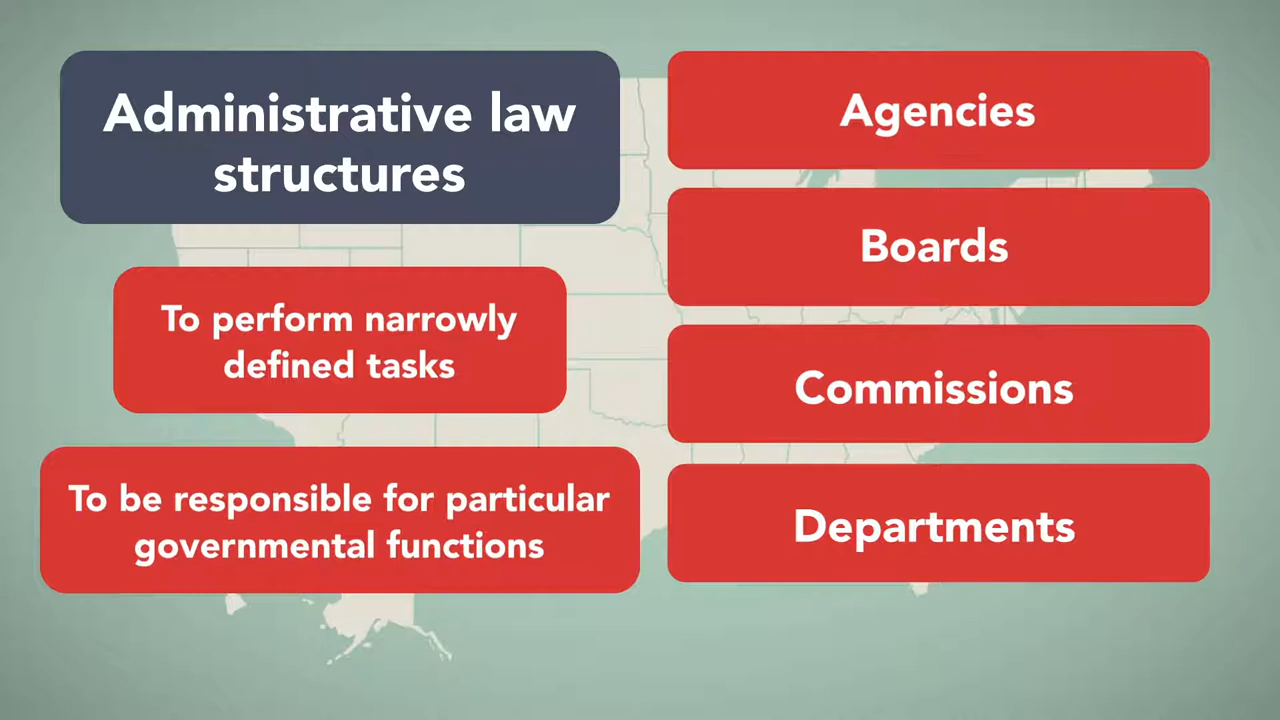 Administrative law
structures
To perform narrowly
defined tasks
To be responsible for particular
governmental functions
Agencies
Boards
Commissions
Departments